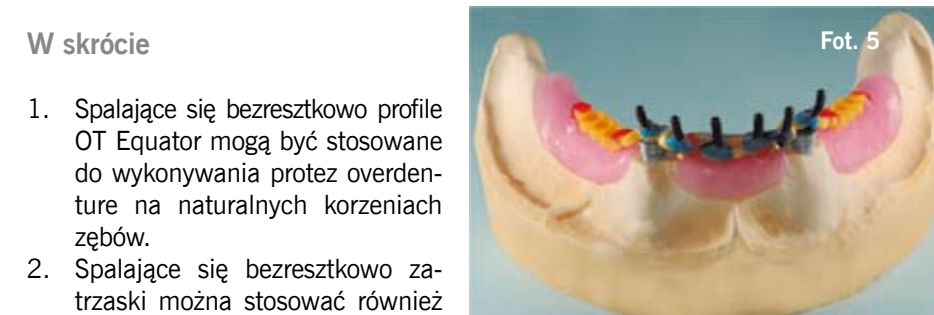 W skrócie
Fot. 5
1. Spalające się bezresztkowo profile
OT Equator mogą być stosowane
do wykonywania protez overden-
ture na naturalnych korzeniach
zębów.
2. Spalające się bezresztkowo za-
trzaski można stosować również